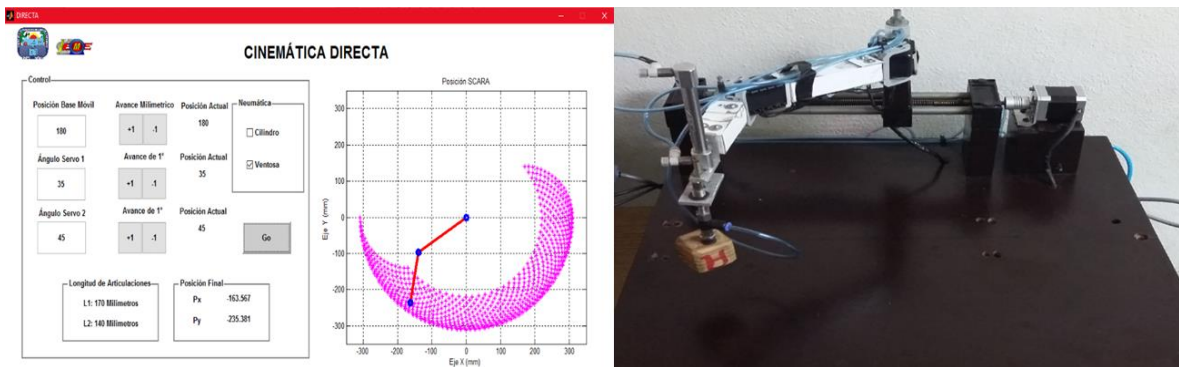 DIRECTA
CINEMÁTICA DIRECTA
Control
Posición Base Móvil
Avance Milimetrico
Posición Actual
Neumática
180
+1
-1
180
Cilindro
Ventosa
Ángulo Servo 1
Avance de 1°
Posición Actual
35
+1
-1
35
Ángulo Servo 2
Avance de 1°
Posición Actual
45
+1
-1
45
Go
Longitud de Articulaciones
L1: 170 Milimetros
L2: 140 Milimetros
Posición Final
Px -163.567
Py -235.381
Posición SCARA
Eje Y (mm)
300
200
100
0
-100
-200
-300
-300 -200 -100 0 100 200 300
Eje X (mm)
H